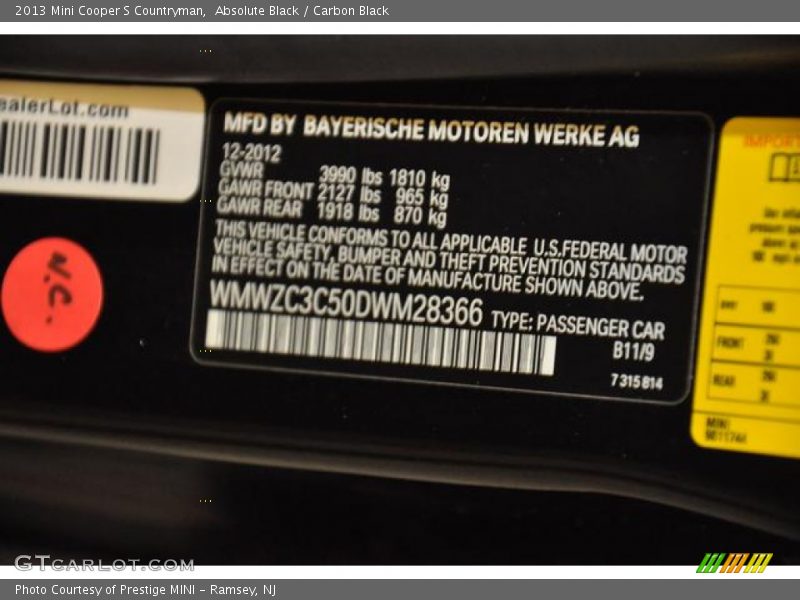 2013 Mini Cooper S Countryman,  Absolute Black / Carbon Black
ealerLot.com
N.C.
MFD BY BAYERISCHE MOTOREN WERKE AG
12-2012
GVWR 3990 lbs 1810 kg
GAWR FRONT 2127 lbs 965 kg
GAWR REAR 1918 lbs 870 kg
THIS VEHICLE CONFORMS TO ALL APPLICABLE U.S.FEDERAL MOTOR
VEHICLE SAFETY, BUMPER AND THEFT PREVENTION STANDARDS
IN EFFECT ON THE DATE OF MANUFACTURE SHOWN ABOVE.
WMWZC3C50DWM28366 TYPE: PASSENGER CAR
B11/9
7 315 814
IMPORT
FRONT
REAR
MINI
GTCARLOT.COM
Photo Courtesy of Prestige MINI - Ramsey, NJ